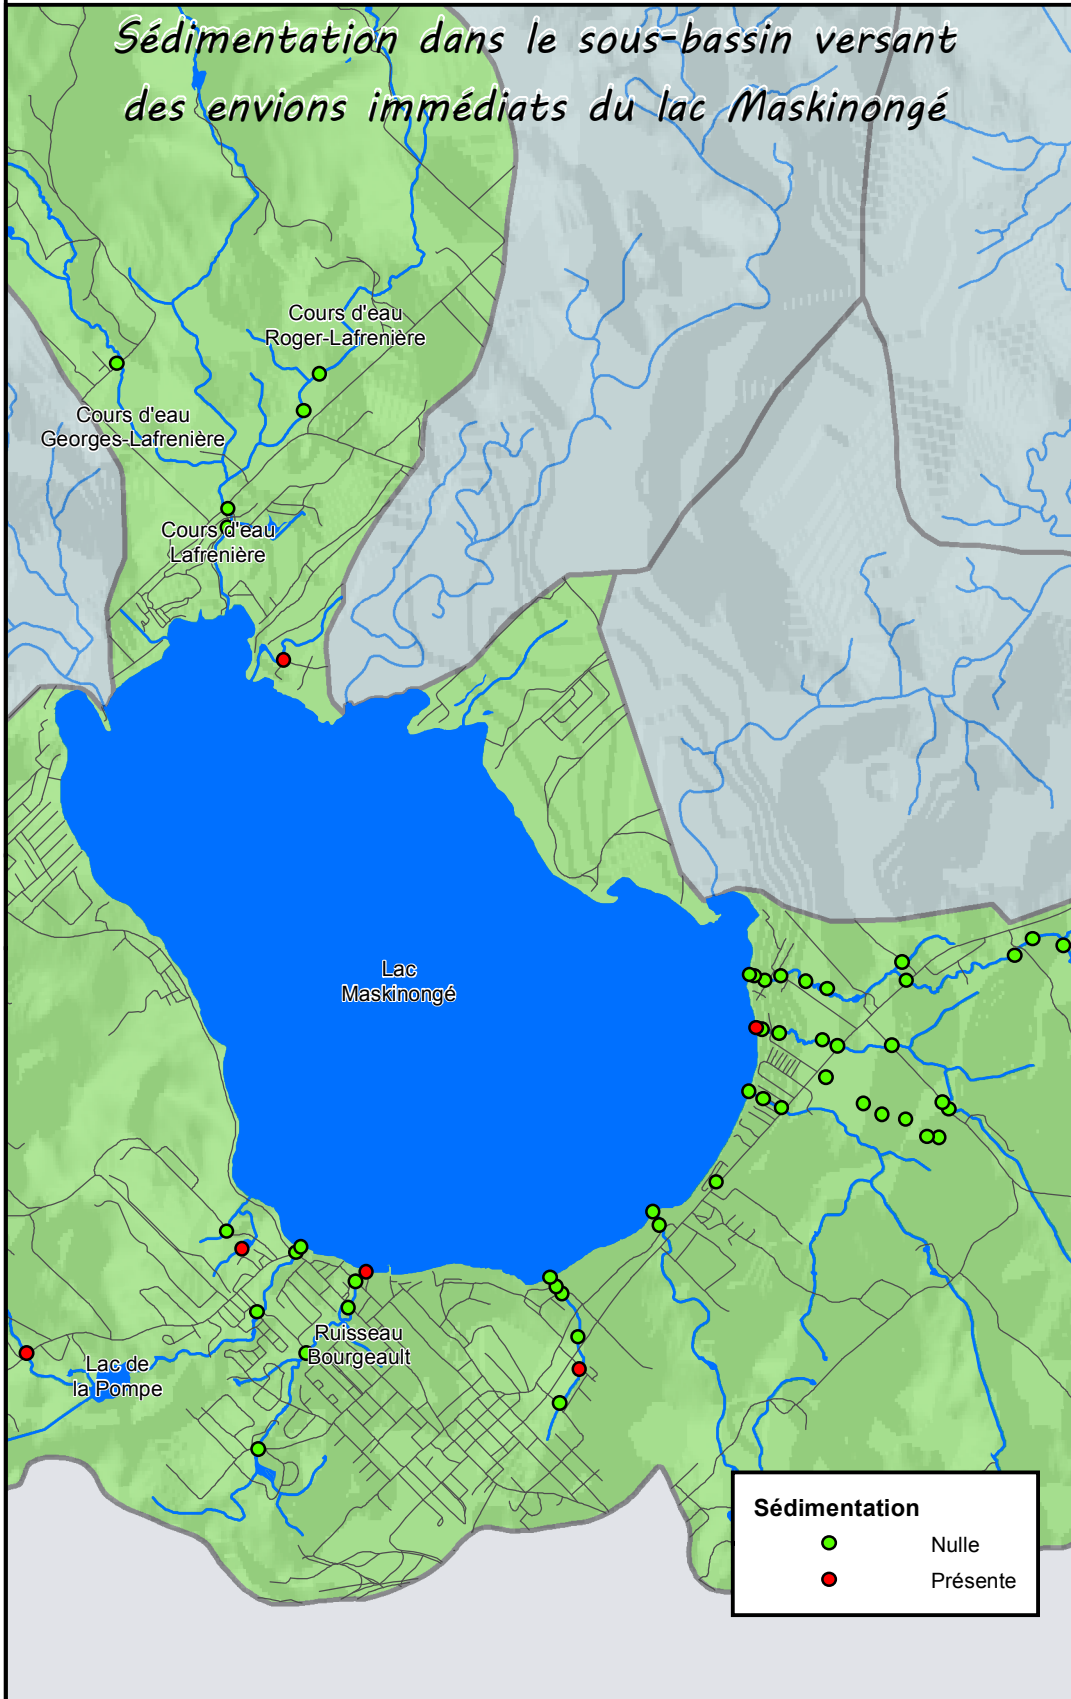 Sédimentation dans le sous-bassin versant
des envions immédiats du lac Maskinongé
Cours d'eau
Roger-Lafrenière
Cours d'eau
Georges-Lafrenière
Cours d'eau
Lafrenière
Lac
Maskinongé
Ruisseau
Bourgeault
Lac de
la Pompe
Sédimentation
Nulle
Présente